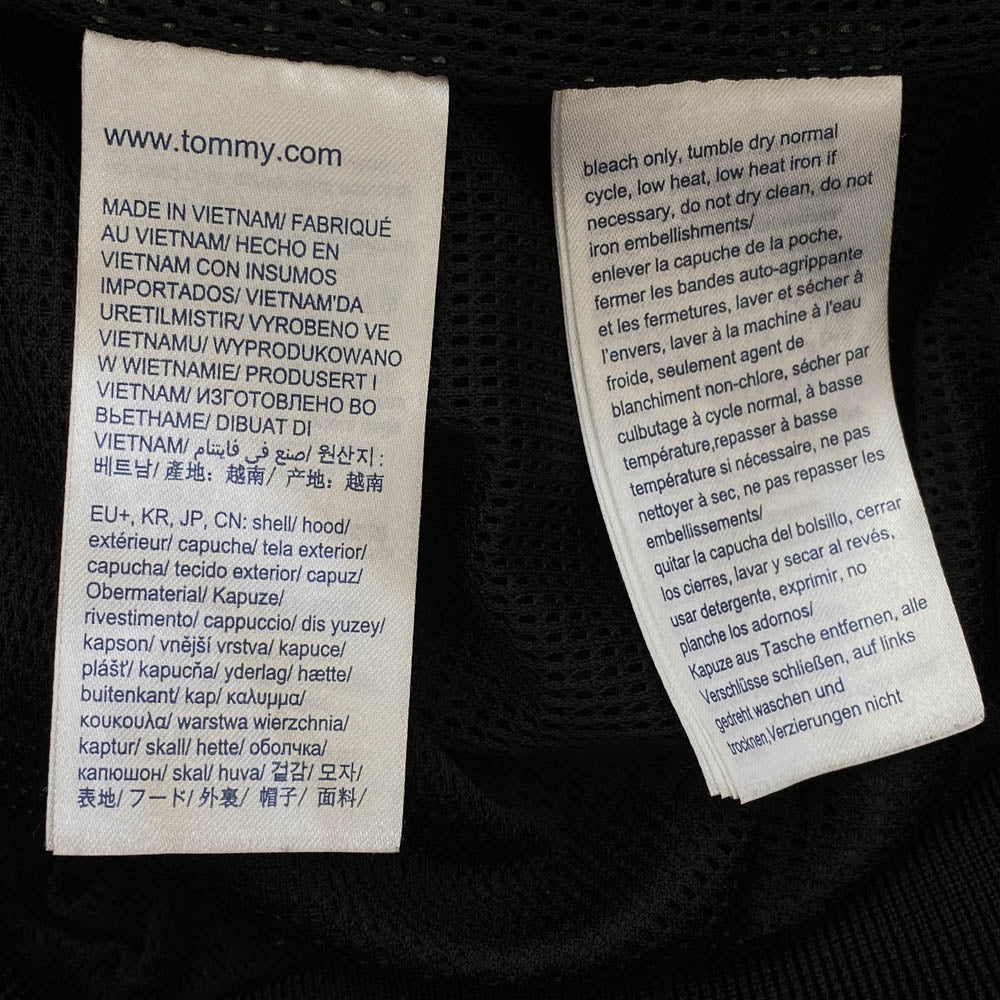 www.tommy.com
MADE IN VIETNAM/ FABRIQUÉ
AU VIETNAM/ HECHO EN
VIETNAM CON INSUMOS
IMPORTADOS/ VIETNAM'DA
URETILMISTIR/ VYROBENO VE
VIETNAMU/ WYPRODUKOWANO
W WIETNAMIE/ PRODUSERT I
VIETNAM/ ИЗГОТОВЛЕНО ВО
ВЬЕТНАМЕ/ DIBUAT DI
VIETNAM/ صنع في فايتنام/ 원산지:
베트남/ 產地：越南/ 产地：越南
EU+, KR, JP, CN: shell/ hood/
extérieur/ capuche/ tela exterior/
capucha/ tecido exterior/ capuz/
Obermaterial/ Kapuze/
rivestimento/ cappuccio/ dis yuzey/
kapson/ vnější vrstva/ kapuce/
plášť/ kapucňa/ yderlag/ hætte/
buitenkant/ kap/ καλυμμα/
κουκουλα/ warstwa wierzchnia/
kaptur/ skall/ hette/ оболчка/
капюшон/ skal/ huva/ 겉감/ 모자/
表地/ フード/ 外裏/ 帽子/ 面料/
bleach only, tumble dry normal
cycle, low heat, low heat iron if
necessary, do not dry clean, do not
iron embellishments/
enlever la capuche de la poche,
fermer les bandes auto-agrippante
et les fermetures, laver et sécher à
l'envers, laver à la machine à l'eau
froide, seulement agent de
blanchiment non-chlore, sécher par
culbutage à cycle normal, à basse
température,repasser à basse
température si nécessaire, ne pas
nettoyer à sec, ne pas repasser les
embellissements/
quitar la capucha del bolsillo, cerrar
los cierres, lavar y secar al revés,
usar detergente, exprimir, no
planche los adornos/
Kapuze aus Tasche entfernen, alle
Verschlüsse schließen, auf links
gedreht waschen und
trocknen,Verzierungen nicht